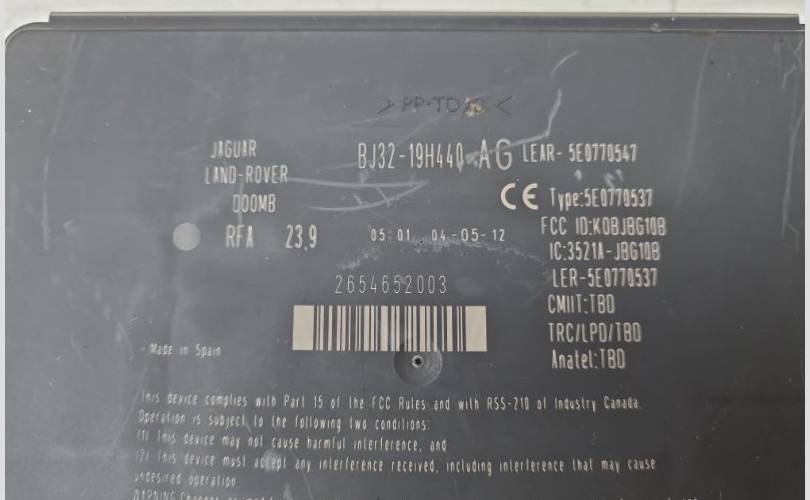 > PP-TD20 <
JAGUAR
LAND-ROVER
DOOMB
RFA 23,9
BJ32-19H440-AG
05:01 04-05-12
2654652003
LEAR- 5E0770547
CE Type:5E0770537
FCC ID:KOBJBG10B
IC:3521A-JBG10B
LER-5E0770537
CMIIT:TBD
TRC/LPD/TBD
Anatel:TBD
- Made in Spain
This device complies with Part 15 of the FCC Rules and with RSS-210 of Industry Canada.
Operation is subject to the following two conditions:
(1) This device may not cause harmful interference, and
(2) This device must accept any interference received, including interference that may cause
undesired operation
WARNING